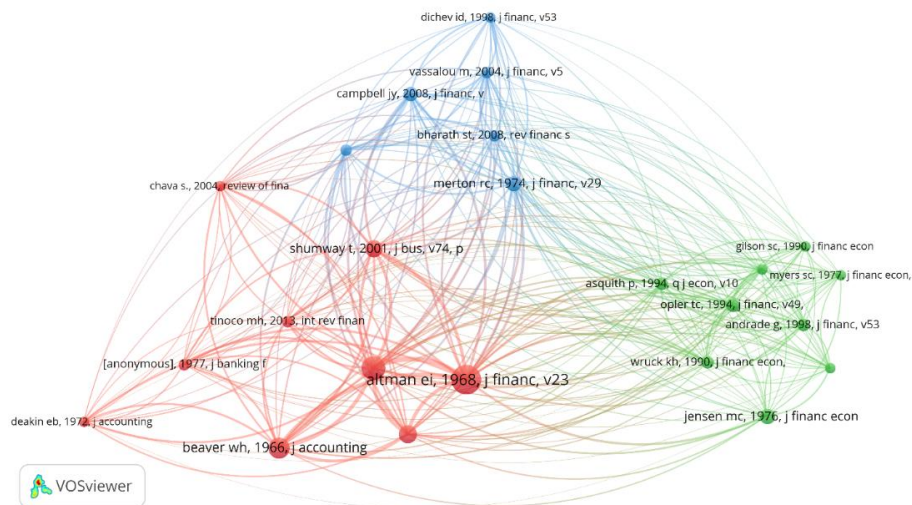 dichev id, 1998, j financ, v53
vassalou m, 2004, j financ, v5
campbell jy, 2008, j financ, v
bharath st, 2008, rev financ s
merton rc, 1974, j financ, v29
chava s., 2004, review of fina
shumway t, 2001, j bus, v74, p
gilson sc, 1990, j financ econ
myers sc, 1977, j financ econ,
asquith p, 1994, q j econ, v10
opler tc, 1994, j financ, v49,
andrade g, 1998, j financ, v53
tinoco mh, 2013, int rev finan
wruck kh, 1990, j financ econ,
[anonymous], 1977, j banking f
altman ei, 1968, j financ, v23
deakin eb, 1972, j accounting
jensen mc, 1976, j financ econ
beaver wh, 1966, j accounting
VOSviewer